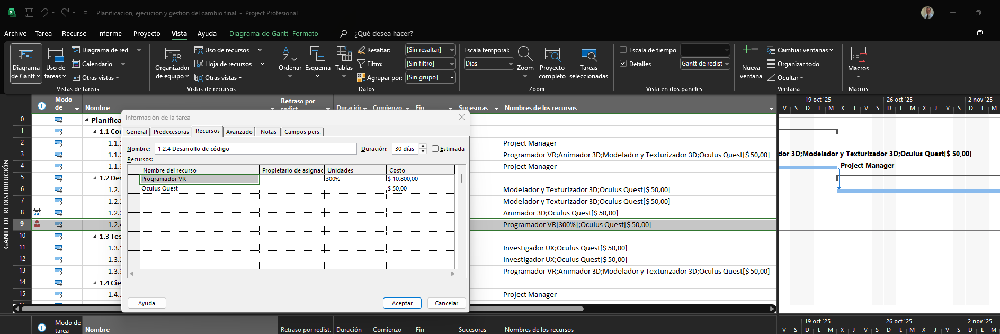 Planificación, ejecución y gestión del cambio final - Project Profesional
Archivo Tarea Recurso Informe Proyecto Vista Ayuda Diagrama de Gantt Formato ¿Qué desea hacer?
Diagrama de Gantt
Uso de tareas
Diagrama de red
Calendario
Otras vistas
Vistas de tareas
Organizador de equipo
Uso de recursos
Hoja de recursos
Otras vistas
Vistas de recursos
Ordenar
Esquema
Tablas
Resaltar: [Sin resaltar]
Filtro: [Sin filtro]
Agrupar por: [Sin grupo]
Datos
Escala temporal:
Días
Zoom
Proyecto completo
Tareas seleccionadas
Zoom
Escala de tiempo
Detalles Gantt de redist
Vista en dos paneles
Nueva ventana
Cambiar ventanas
Organizar todo
Ocultar
Ventana
Macros
Macros
Modo de Nombre Retraso por redist. Duración Comienzo Fin Sucesoras Nombres de los recursos
19 oct '25 26 oct '25 2 nov '25
V S D L M X J V S D L M X J V S D L M
GANTT DE REDISTRIBUCIÓN
0 Planifica
1 1.1 Con
2 1.1.1 Project Manager
3 1.1.2 Programador VR;Animador 3D;Modelador y Texturizador 3D;Oculus Quest[$ 50,00]
4 1.1.3 Project Manager
5 1.2 Des
6 1.2.1 Modelador y Texturizador 3D;Oculus Quest[$ 50,00]
7 1.2.2 Modelador y Texturizador 3D;Oculus Quest[$ 50,00]
8 1.2.3 Animador 3D;Oculus Quest[$ 50,00]
9 1.2.4 Programador VR[300%];Oculus Quest[$ 50,00]
10 1.3 Tes
11 1.3.1 Investigador UX;Oculus Quest[$ 50,00]
12 1.3.2 Investigador UX;Oculus Quest[$ 50,00]
13 1.3.3 Programador VR;Animador 3D;Modelador y Texturizador 3D;Oculus Quest[$ 50,00]
14 1.4 Cie
15 1.4.1 Project Manager
dor 3D;Modelador y Texturizador 3D;Oculus Quest[$ 50,00]
Project Manager
Información de la tarea
General Predecesoras Recursos Avanzado Notas Campos pers.
Nombre: 1.2.4 Desarrollo de código Duración: 30 días Estimada
Recursos:
Nombre del recurso Propietario de asignac Unidades Costo
Programador VR 300% $ 10.800,00
Oculus Quest $ 50,00
Ayuda Aceptar Cancelar
Modo de tarea Nombre Retraso por redist. Duración Comienzo Fin Sucesoras Nombres de los recursos
19 oct '25 26 oct '25 2 nov '25
V S D L M X J V S D L M X J V S D L M